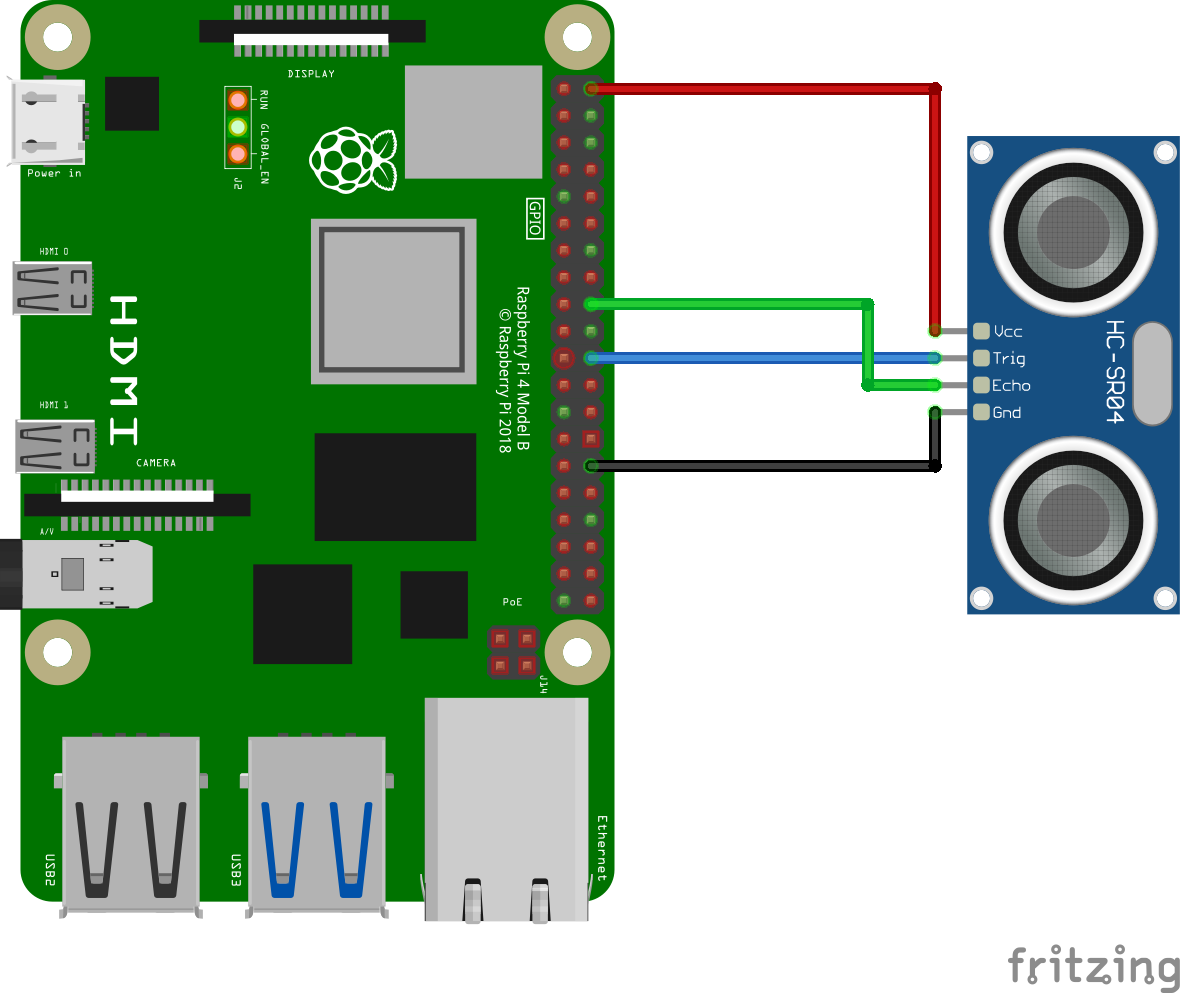 DISPLAY
RUN
GLOBAL_EN
J2
Power in
GPIO
HDMI 0
HDMI
Raspberry Pi 4 Model B
© Raspberry Pi 2018
HDMI 1
CAMERA
A/V
PoE
J14
USB2
USB3
Ethernet
Vcc
Trig
Echo
Gnd
HC-SR04
fritzing